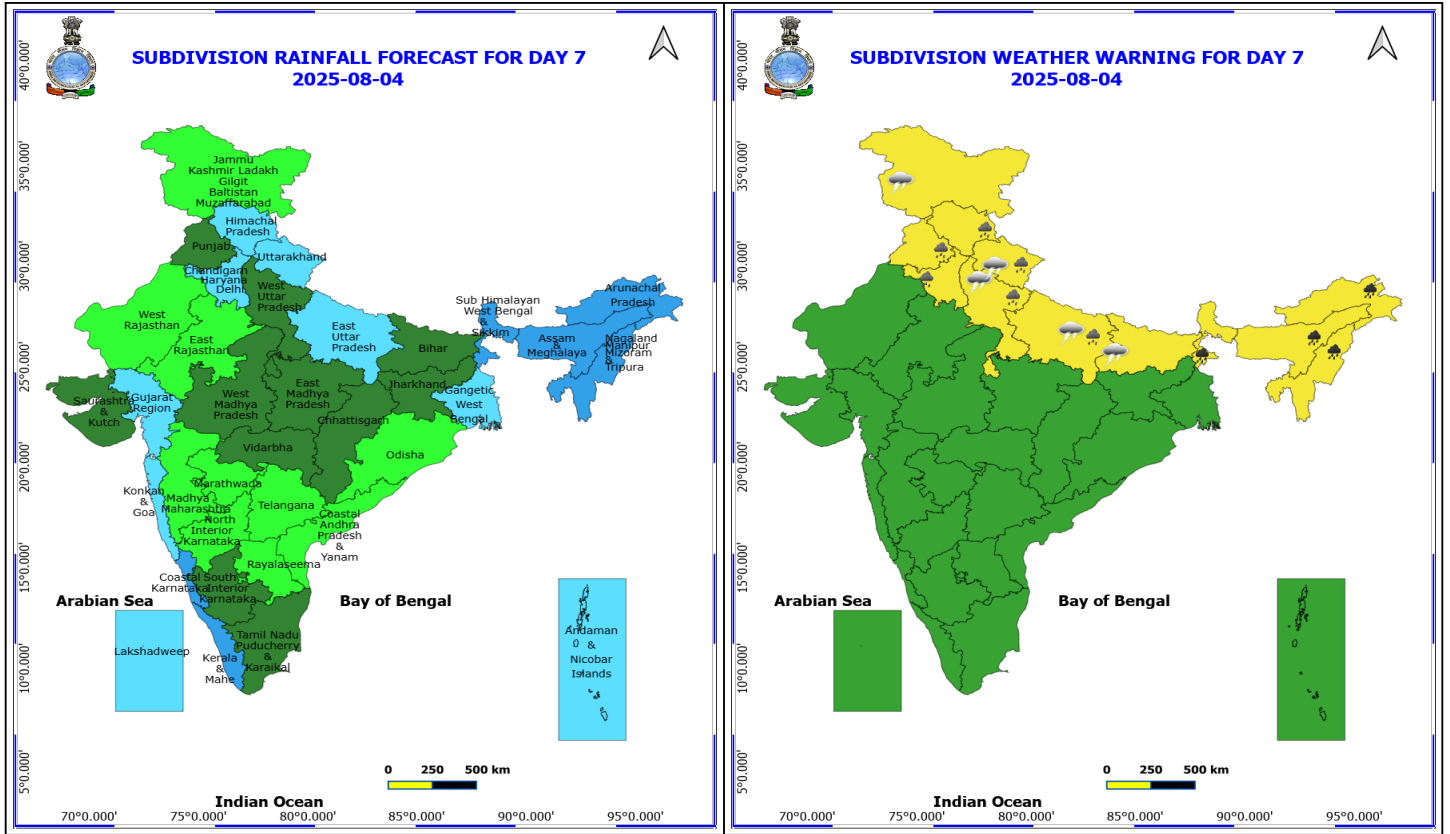 SUBDIVISION RAINFALL FORECAST FOR DAY 7
2025-08-04
40°0.000'
35°0.000'
30°0.000'
25°0.000'
20°0.000'
15°0.000'
10°0.000'
5°0.000'
Jammu
Kashmir Ladakh
Gilgit
Baltistan
Muzaffarabad
Himachal
Pradesh
Punjab
Uttarakhand
Chandigarh
Haryana
Delhi
West
Uttar
Pradesh
West
Rajasthan
East
Rajasthan
East
Uttar
Pradesh
Bihar
Sub Himalayan
West Bengal
&
Sikkim
Arunachal
Pradesh
Assam
&
Meghalaya
Nagaland
Manipur
Mizoram
&
Tripura
Saurashtra
&
Kutch
Gujarat
Region
West
Madhya
Pradesh
East
Madhya
Pradesh
Jharkhand
Gangetic
West
Bengal
Chhattisgarh
Vidarbha
Odisha
Konkan
&
Goa
Marathwada
Madhya
Maharashtra
North
Interior
Karnataka
Telangana
Coastal
Andhra
Pradesh
&
Yanam
Rayalaseema
Coastal
Karnataka
South
Interior
Karnataka
Arabian Sea
Bay of Bengal
Lakshadweep
Kerala
&
Mahe
Tamil Nadu
Puducherry
&
Karaikal
Andaman
&
Nicobar
Islands
0 250 500 km
Indian Ocean
70°0.000' 75°0.000' 80°0.000' 85°0.000' 90°0.000' 95°0.000'
SUBDIVISION WEATHER WARNING FOR DAY 7
2025-08-04
40°0.000'
35°0.000'
30°0.000'
25°0.000'
20°0.000'
15°0.000'
10°0.000'
5°0.000'
Arabian Sea
Bay of Bengal
0 250 500 km
Indian Ocean
70°0.000' 75°0.000' 80°0.000' 85°0.000' 90°0.000' 95°0.000'